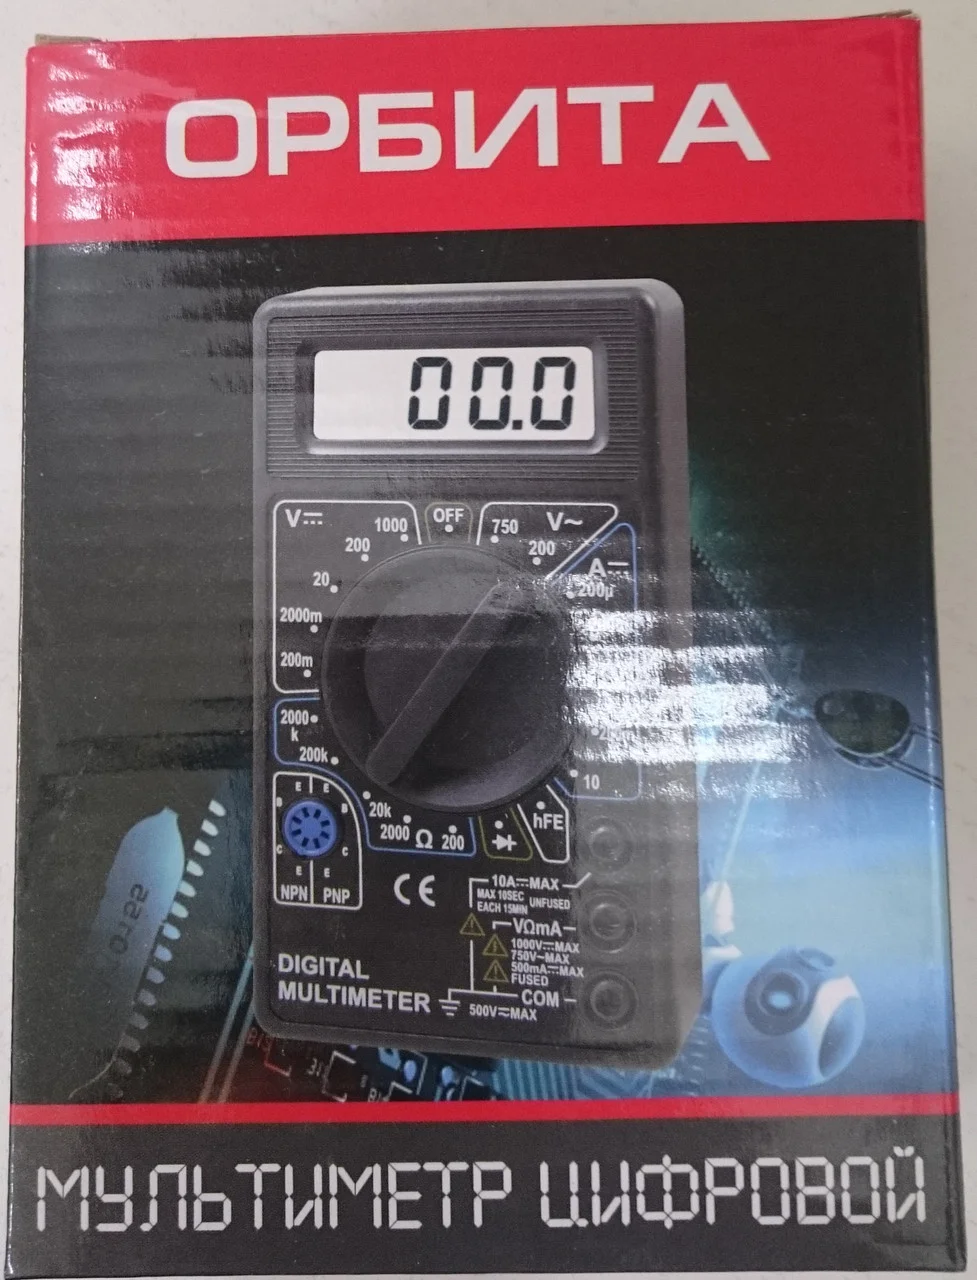 ОРБИТА
00.0
V⎓
1000
OFF
750
V~
200
200
A⎓
200µ
20
2000m
200m
2000
k
200k
10
20k
2000
Ω
200
hFE
E E
B B
C C
E E
NPN PNP
CE
10A⎓MAX
MAX 10SEC
EACH 15MIN
UNFUSED
VΩmA
1000V⎓MAX
750V~MAX
500mA⎓MAX
FUSED
DIGITAL
MULTIMETER
COM
500V≂MAX
МУЛЬТИМЕТР ЦИФРОВОЙ